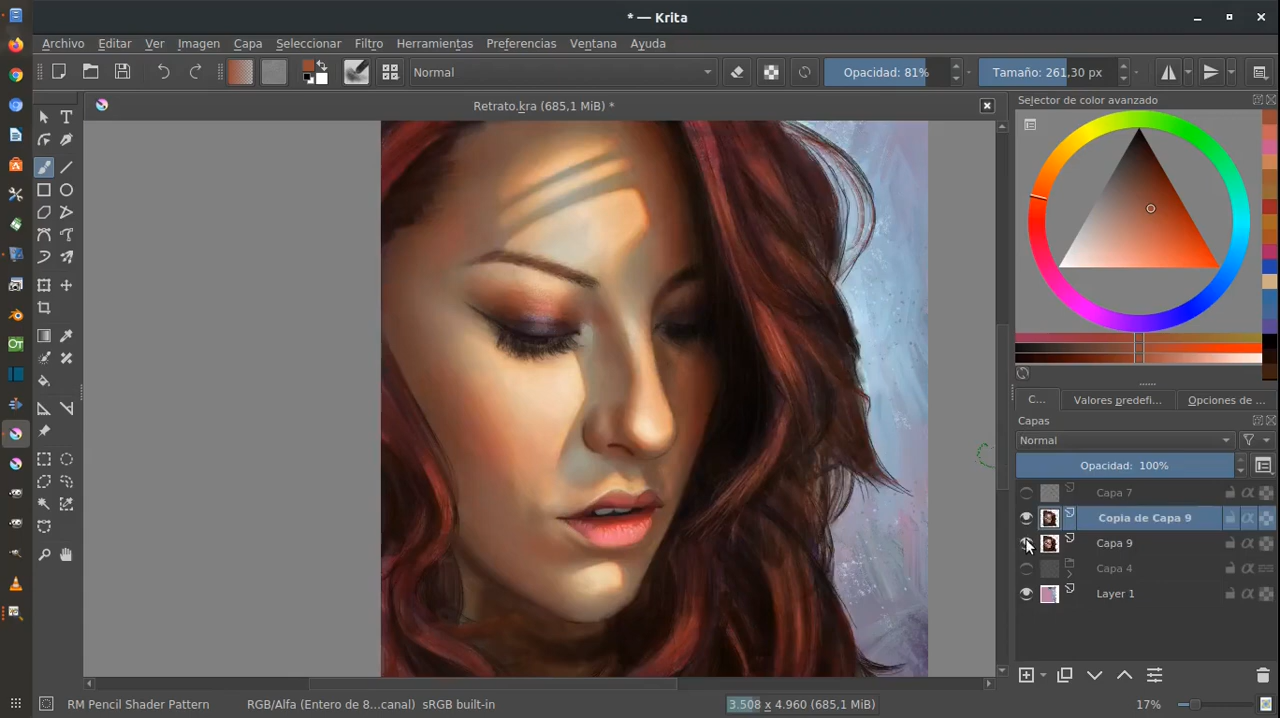 * — Krita
Archivo Editar Ver Imagen Capa Seleccionar Filtro Herramientas Preferencias Ventana Ayuda
Normal Opacidad: 81% Tamaño: 261,30 px
Retrato.kra (685,1 MiB) *
Selector de color avanzado
C... Valores predefi... Opciones de ...
Capas
Normal
Opacidad: 100%
Capa 7
Copia de Capa 9
Capa 9
Capa 4
Layer 1
RM Pencil Shader Pattern RGB/Alfa (Entero de 8...canal) sRGB built-in 3.508 x 4.960 (685,1 MiB) 17%